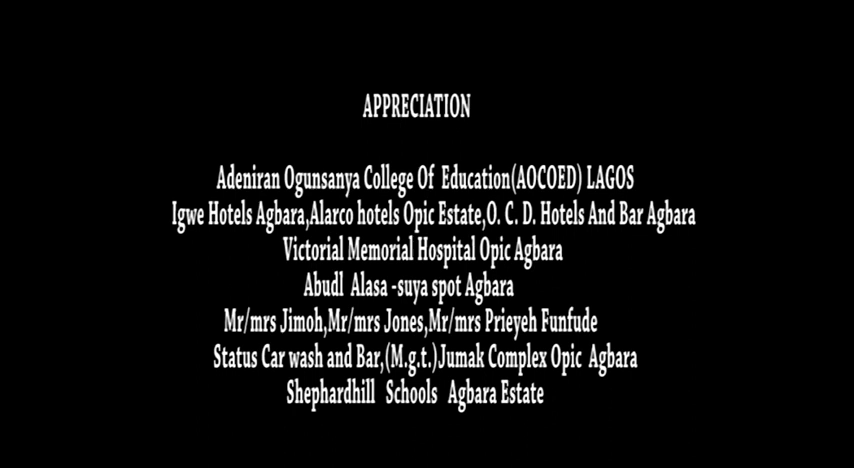 APPRECIATION
Adeniran Ogunsanya College Of Education(AOCOED) LAGOS
Igwe Hotels Agbara,Alarco hotels Opic Estate,O. C. D. Hotels And Bar Agbara
Victorial Memorial Hospital Opic Agbara
Abudl Alasa -suya spot Agbara
Mr/mrs Jimoh,Mr/mrs Jones,Mr/mrs Prieyeh Funfude
Status Car wash and Bar,(M.g.t.)Jumak Complex Opic Agbara
Shephardhill Schools Agbara Estate